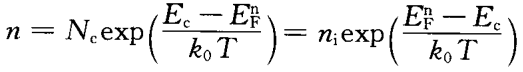 n = N_c exp((E_c − E_F^n)/(k_0 T)) = n_i exp((E_F^n − E_c)/(k_0 T))